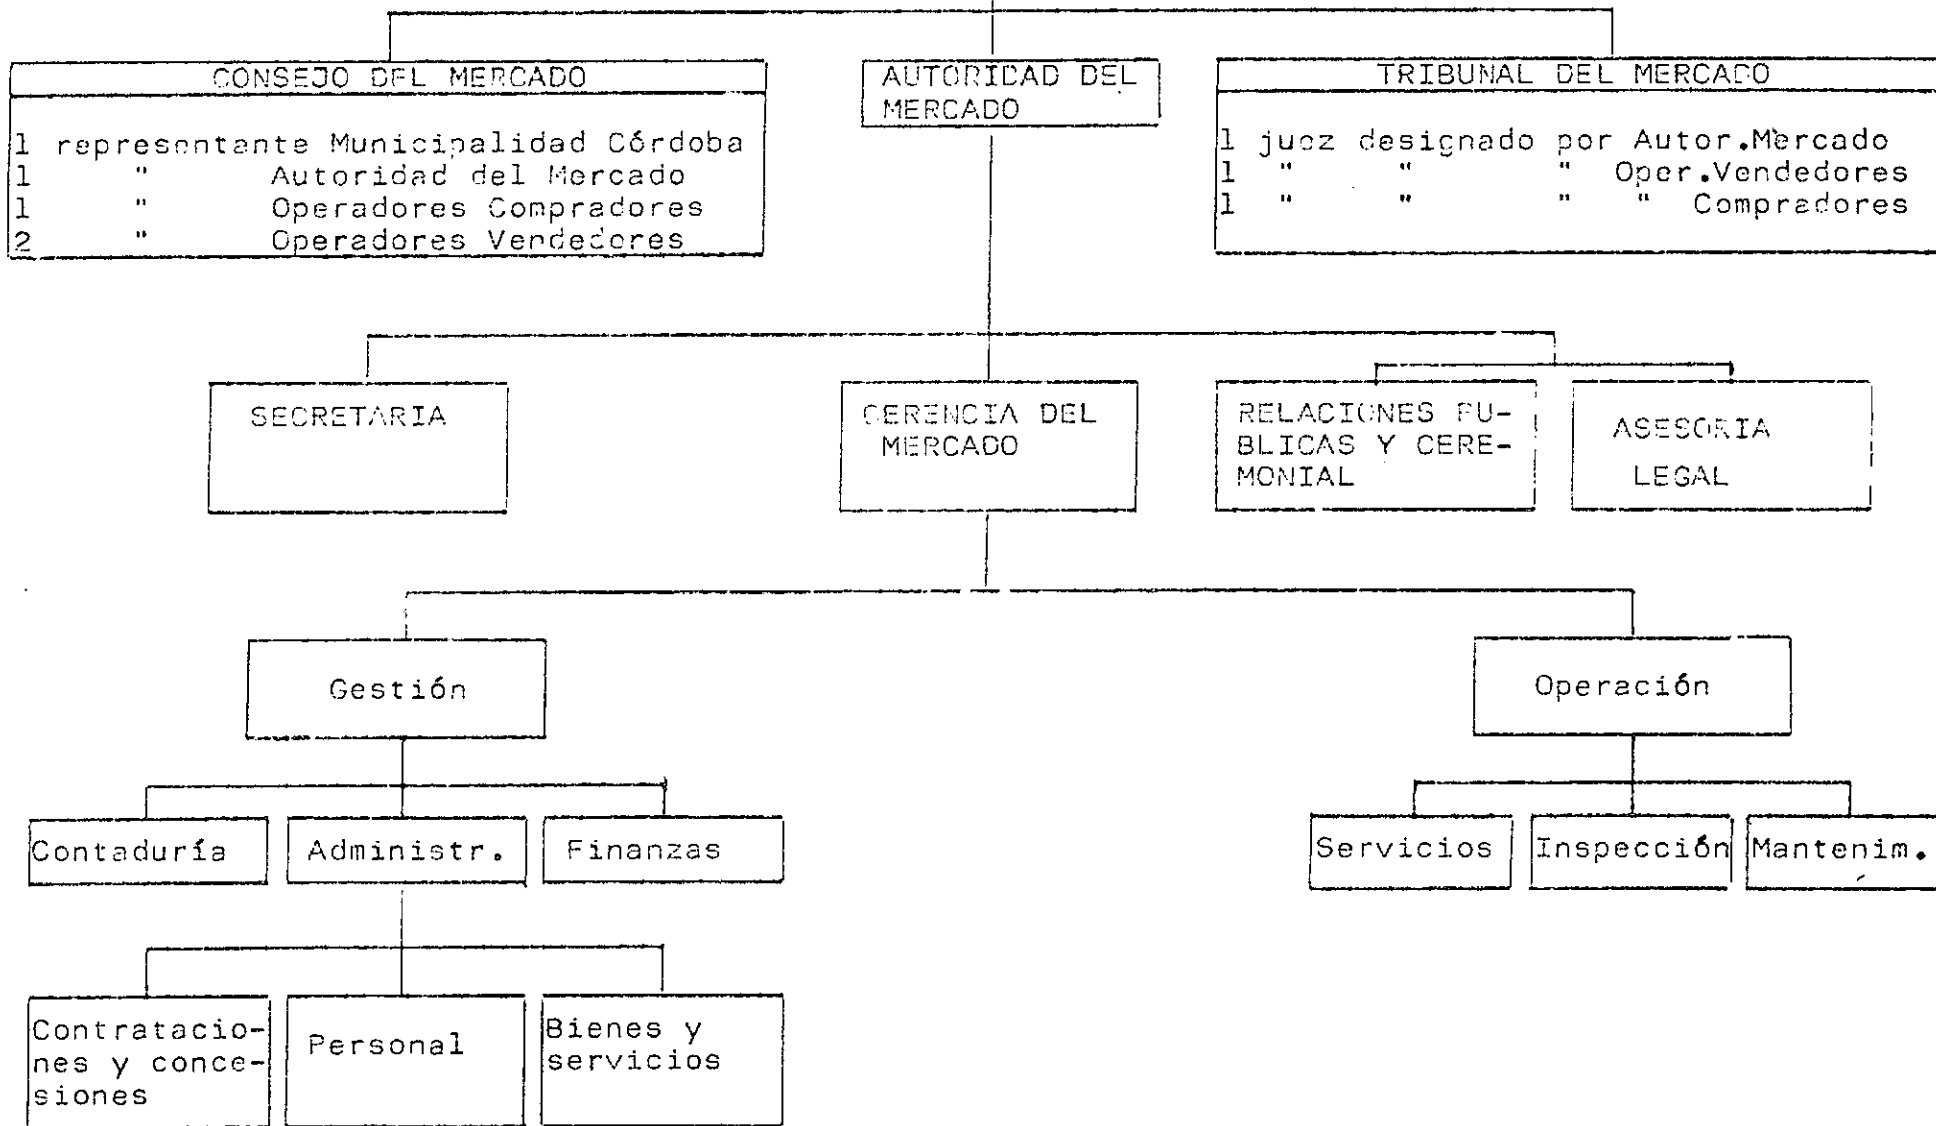 CONSEJO DEL MERCADO
1 representante Municipalidad Córdoba
1 " Autoridad del Mercado
1 " Operadores Compradores
2 " Operadores Vendedores
AUTORIDAD DEL
MERCADO
TRIBUNAL DEL MERCADO
1 juez designado por Autor.Mercado
1 " " " Oper.Vendedores
1 " " " " Compradores
SECRETARIA
GERENCIA DEL
MERCADO
RELACIONES PU-
BLICAS Y CERE-
MONIAL
ASESORIA
LEGAL
Gestión
Operación
Contaduría
Administr.
Finanzas
Servicios
Inspección
Mantenim.
Contratacio-
nes y conce-
siones
Personal
Bienes y
servicios